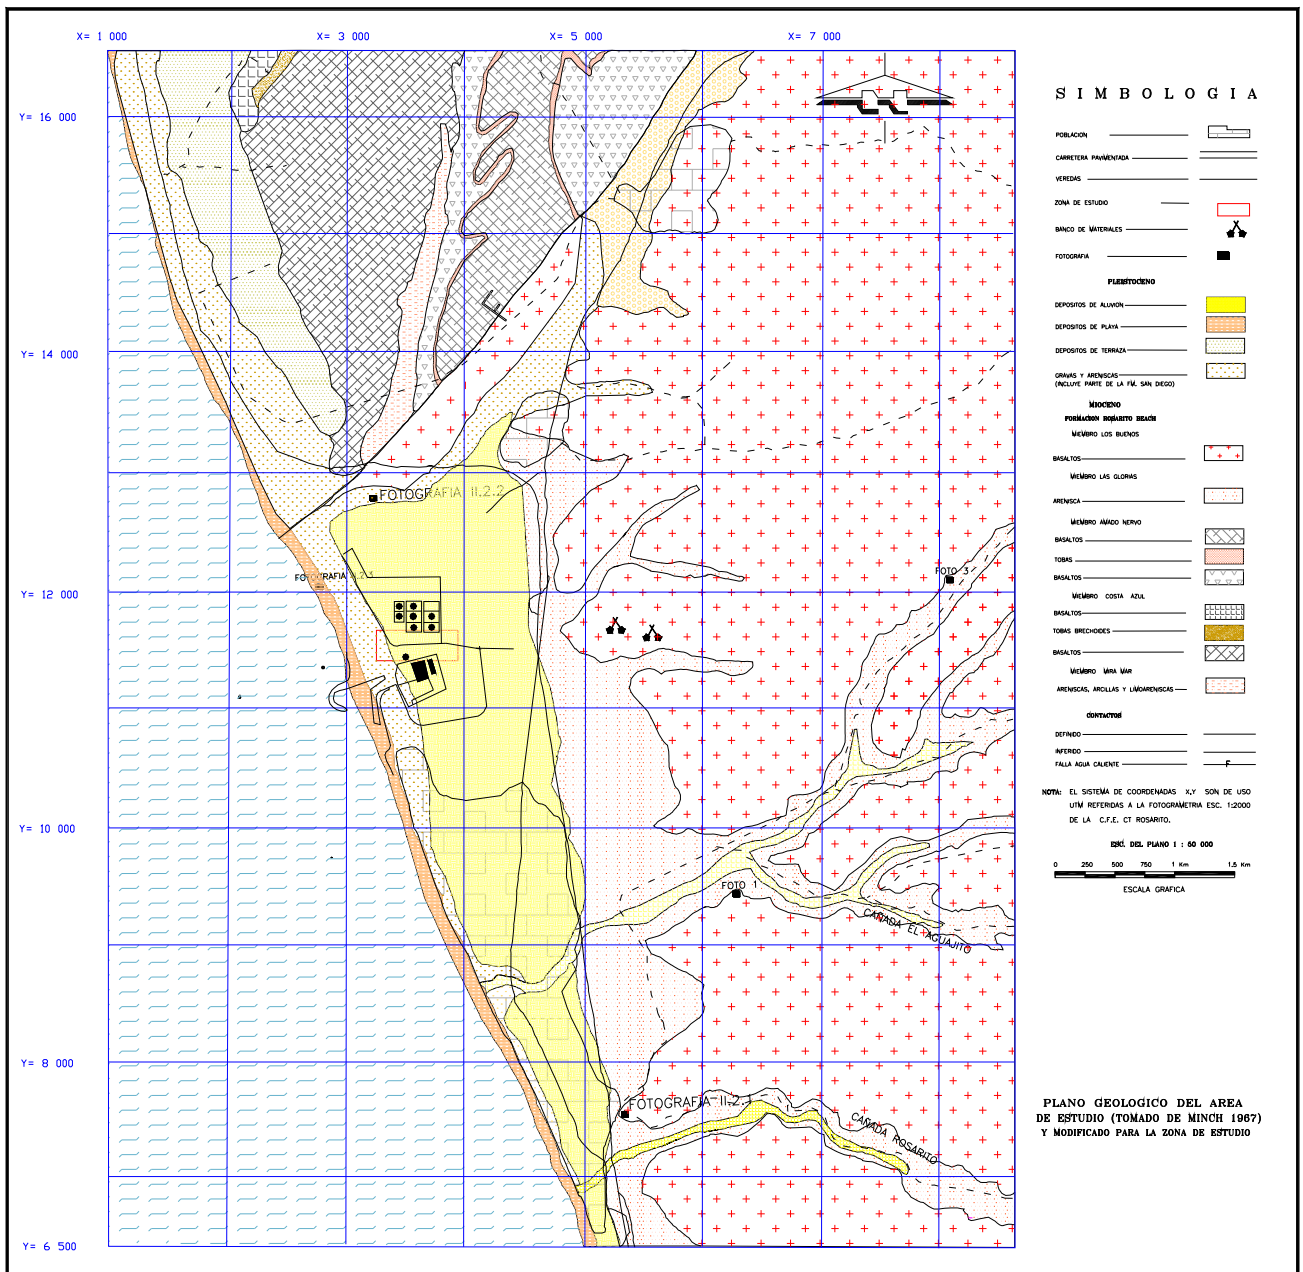 X= 1 000
X= 3 000
X= 5 000
X= 7 000
Y= 16 000
Y= 14 000
Y= 12 000
Y= 10 000
Y= 8 000
Y= 6 500
F
FOTOGRAFIA II.2.2
FOTOGRAFIA II.2.3
FOTO 3
FOTO 1
CAÑADA EL AGUAJITO
FOTOGRAFIA II.2.1
CAÑADA ROSARITO
SIMBOLOGIA
POBLACION
CARRETERA PAVIMENTADA
VEREDAS
ZONA DE ESTUDIO
BANCO DE MATERIALES
FOTOGRAFIA
PLEISTOCENO
DEPOSITOS DE ALUVION
DEPOSITOS DE PLAYA
DEPOSITOS DE TERRAZA
GRAVAS Y ARENISCAS
(INCLUYE PARTE DE LA FM. SAN DIEGO)
MIOCENO
FORMACION ROSARITO BEACH
MIEMBRO LOS BUENOS
BASALTOS
MIEMBRO LAS GLORIAS
ARENISCA
MIEMBRO AMADO NERVO
BASALTOS
TOBAS
BASALTOS
MIEMBRO COSTA AZUL
BASALTOS
TOBAS BRECHOIDES
BASALTOS
MIEMBRO MIRA MAR
ARENISCAS, ARCILLAS Y LIMOARENISCAS
CONTACTOS
DEFINIDO
INFERIDO
FALLA AGUA CALIENTE F
NOTA: EL SISTEMA DE COORDENADAS X,Y SON DE USO
UTM REFERIDAS A LA FOTOGRAMETRIA ESC. 1:2000
DE LA C.F.E. CT ROSARITO.
ESC. DEL PLANO 1 : 50 000
0 250 500 750 1 Km 1.5 Km
ESCALA GRAFICA
PLANO GEOLOGICO DEL AREA
DE ESTUDIO (TOMADO DE MINCH 1967)
Y MODIFICADO PARA LA ZONA DE ESTUDIO